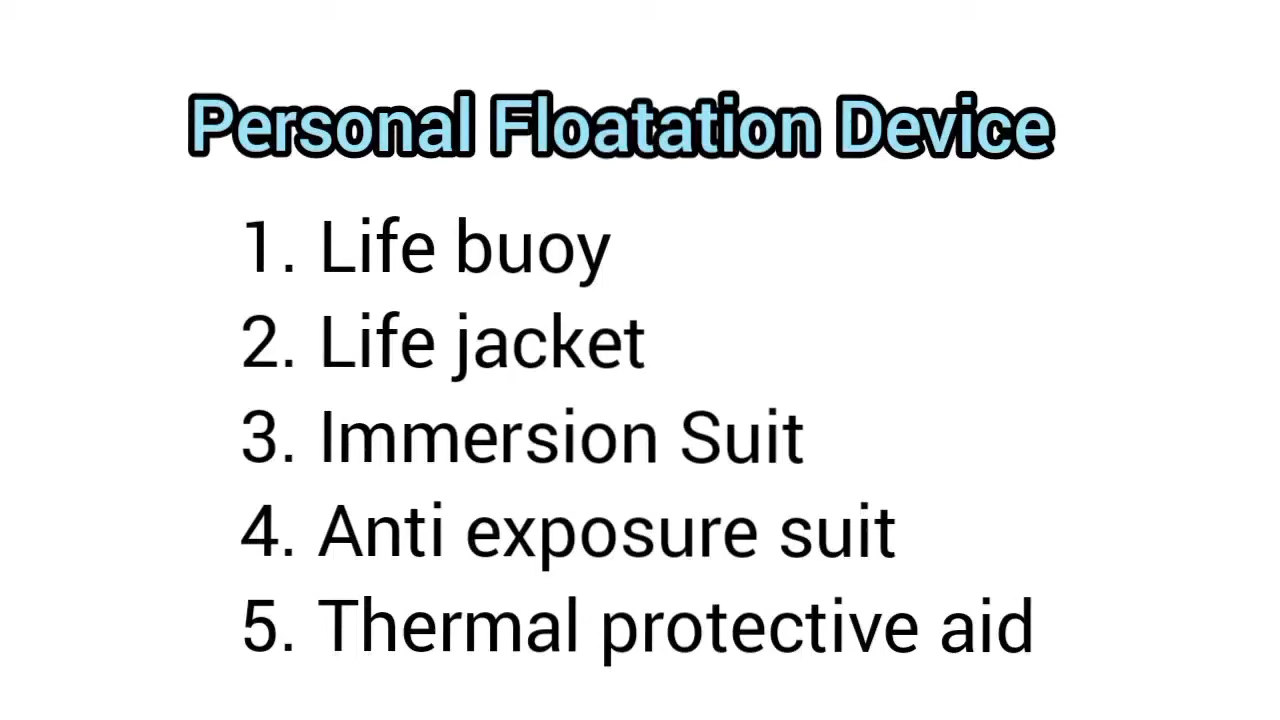 Personal Floatation Device
1. Life buoy
2. Life jacket
3. Immersion Suit
4. Anti exposure suit
5. Thermal protective aid